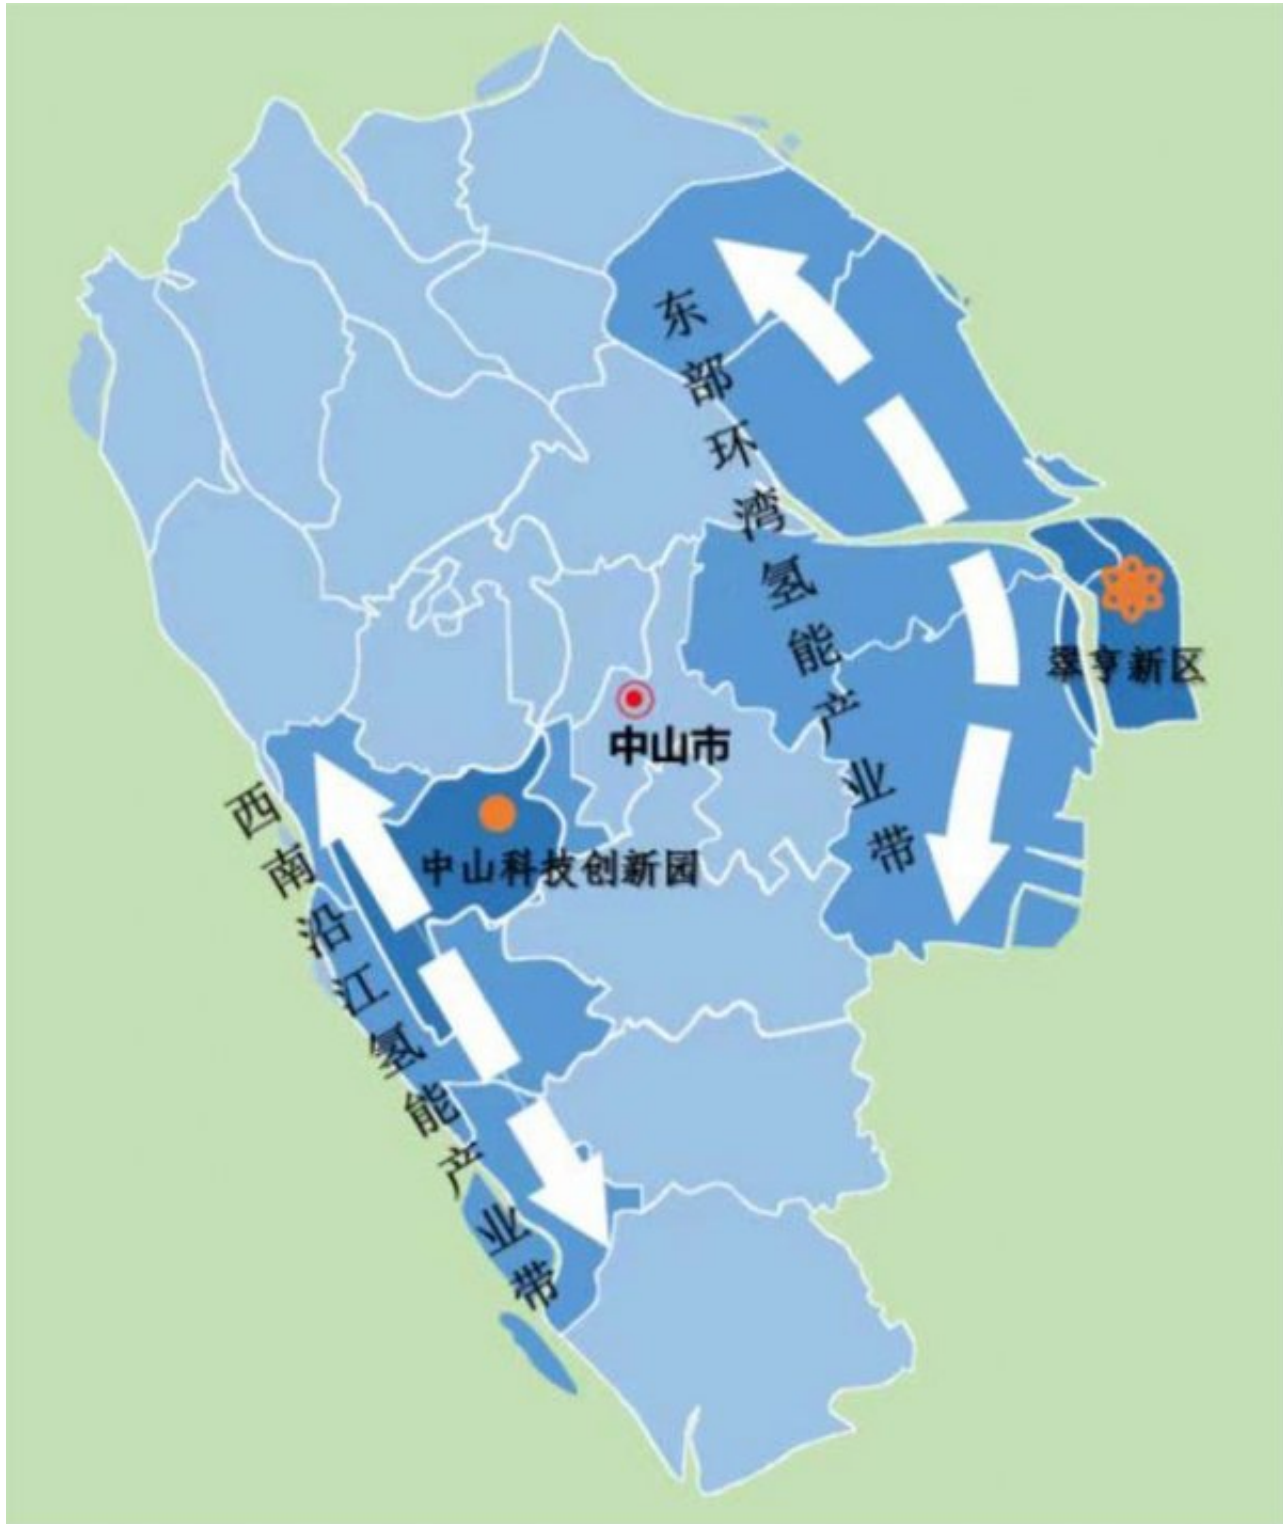 东部环湾氢能产业带
翠亨新区
中山市
西南沿江氢能产业带
中山科技创新园